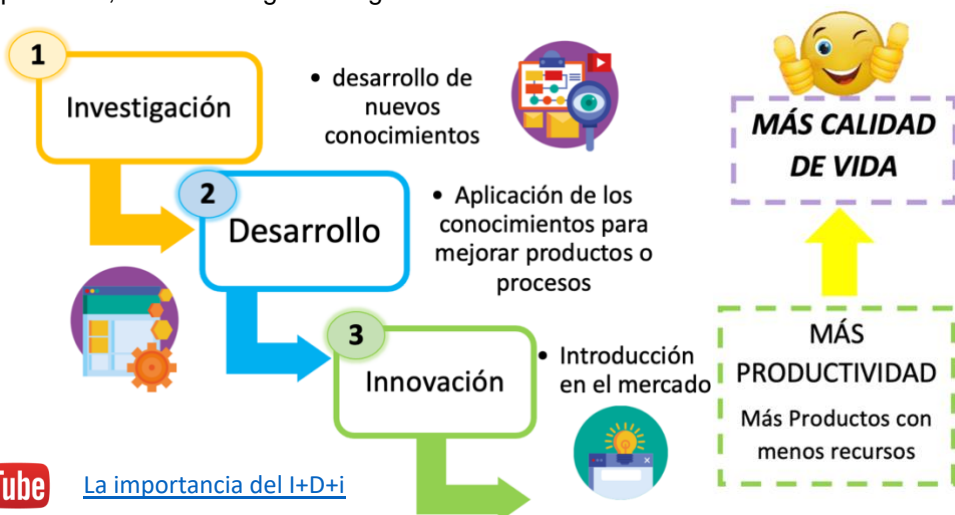 1
Investigación
• desarrollo de
nuevos
conocimientos
2
Desarrollo
• Aplicación de los
conocimientos para
mejorar productos o
procesos
3
Innovación
• Introducción
en el mercado
MÁS CALIDAD
DE VIDA
MÁS
PRODUCTIVIDAD
Más Productos con
menos recursos
Tube
La importancia del I+D+i